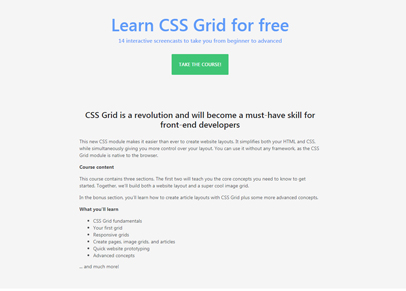 Learn CSS Grid for free
14 interactive screencasts to take you from beginner to advanced
TAKE THE COURSE!
CSS Grid is a revolution and will become a must-have skill for
front-end developers
This new CSS module makes it easier than ever to create website layouts. It simplifies both your HTML and CSS,
while simultaneously giving you more control over your layout. You can use it without any framework, as the CSS
Grid module is native to the browser.
Course content
This course contains three sections. The first two will teach you the core concepts you need to know to get
started. Together, we'll build both a website layout and a super cool image grid.
In the bonus section, you'll learn how to create article layouts with CSS Grid plus some more advanced concepts.
What you'll learn
• CSS Grid fundamentals
• Your first grid
• Responsive grids
• Create pages, image grids, and articles
• Quick website prototyping
• Advanced concepts
... and much more!